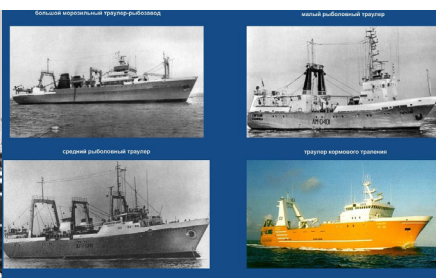 большой морозильный траулер-рыбозавод
малый рыболовный траулер
средний рыболовный траулер
траулер кормового траления